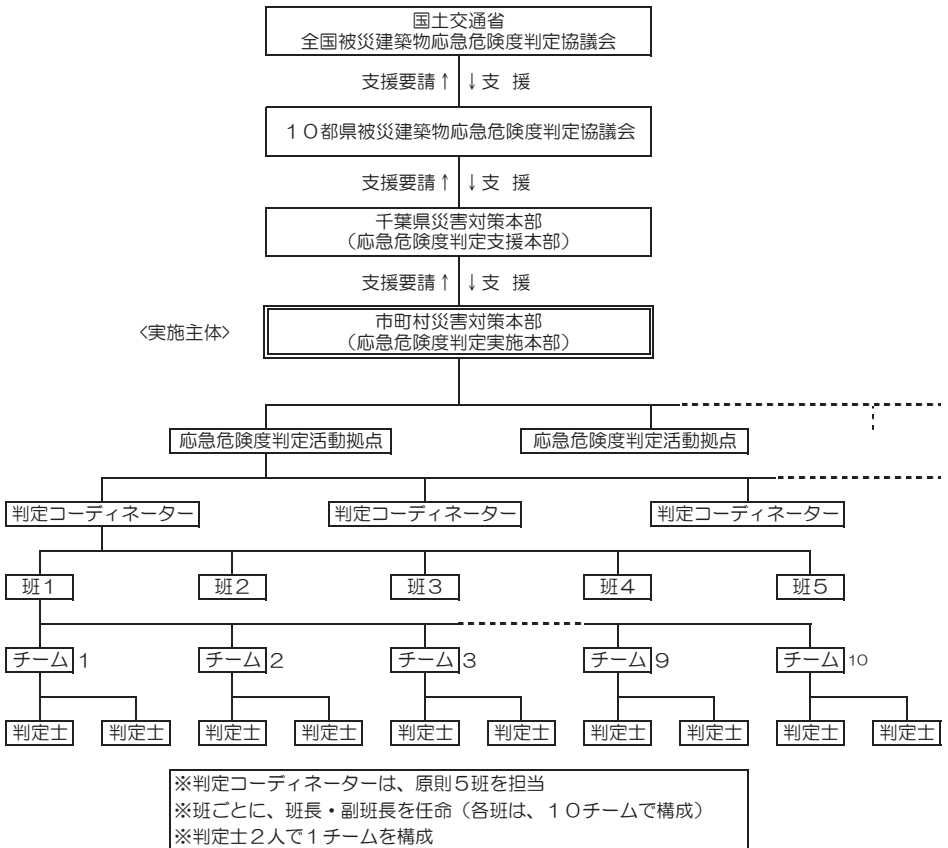 国土交通省
全国被災建築物応急危険度判定協議会
支援要請↑ ↓支 援
１０都県被災建築物応急危険度判定協議会
支援要請↑ ↓支 援
千葉県災害対策本部
（応急危険度判定支援本部）
支援要請↑ ↓支 援
〈実施主体〉
市町村災害対策本部
（応急危険度判定実施本部）
応急危険度判定活動拠点 応急危険度判定活動拠点
判定コーディネーター 判定コーディネーター 判定コーディネーター
班１ 班２ 班３ 班４ 班５
チーム１ チーム２ チーム３ チーム９ チーム10
判定士 判定士 判定士 判定士 判定士 判定士 判定士 判定士 判定士 判定士
※判定コーディネーターは、原則５班を担当
※班ごとに、班長・副班長を任命（各班は、１０チームで構成）
※判定士２人で１チームを構成